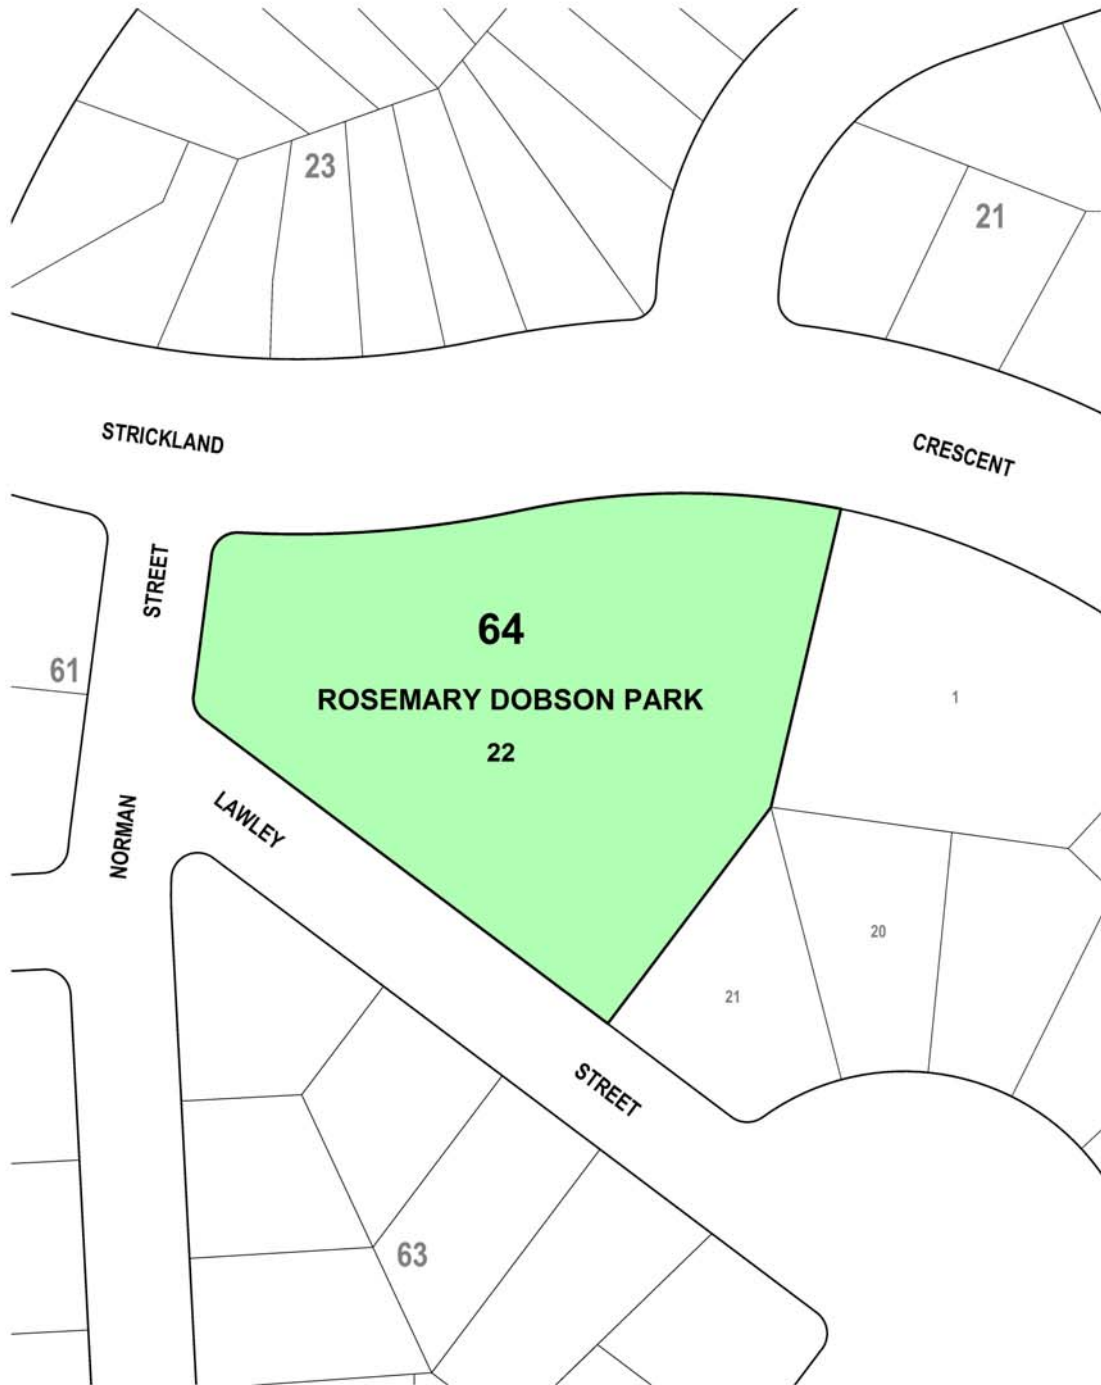 23
21
STRICKLAND
CRESCENT
STREET
64
61
ROSEMARY DOBSON PARK
1
22
NORMAN
LAWLEY
20
21
STREET
63